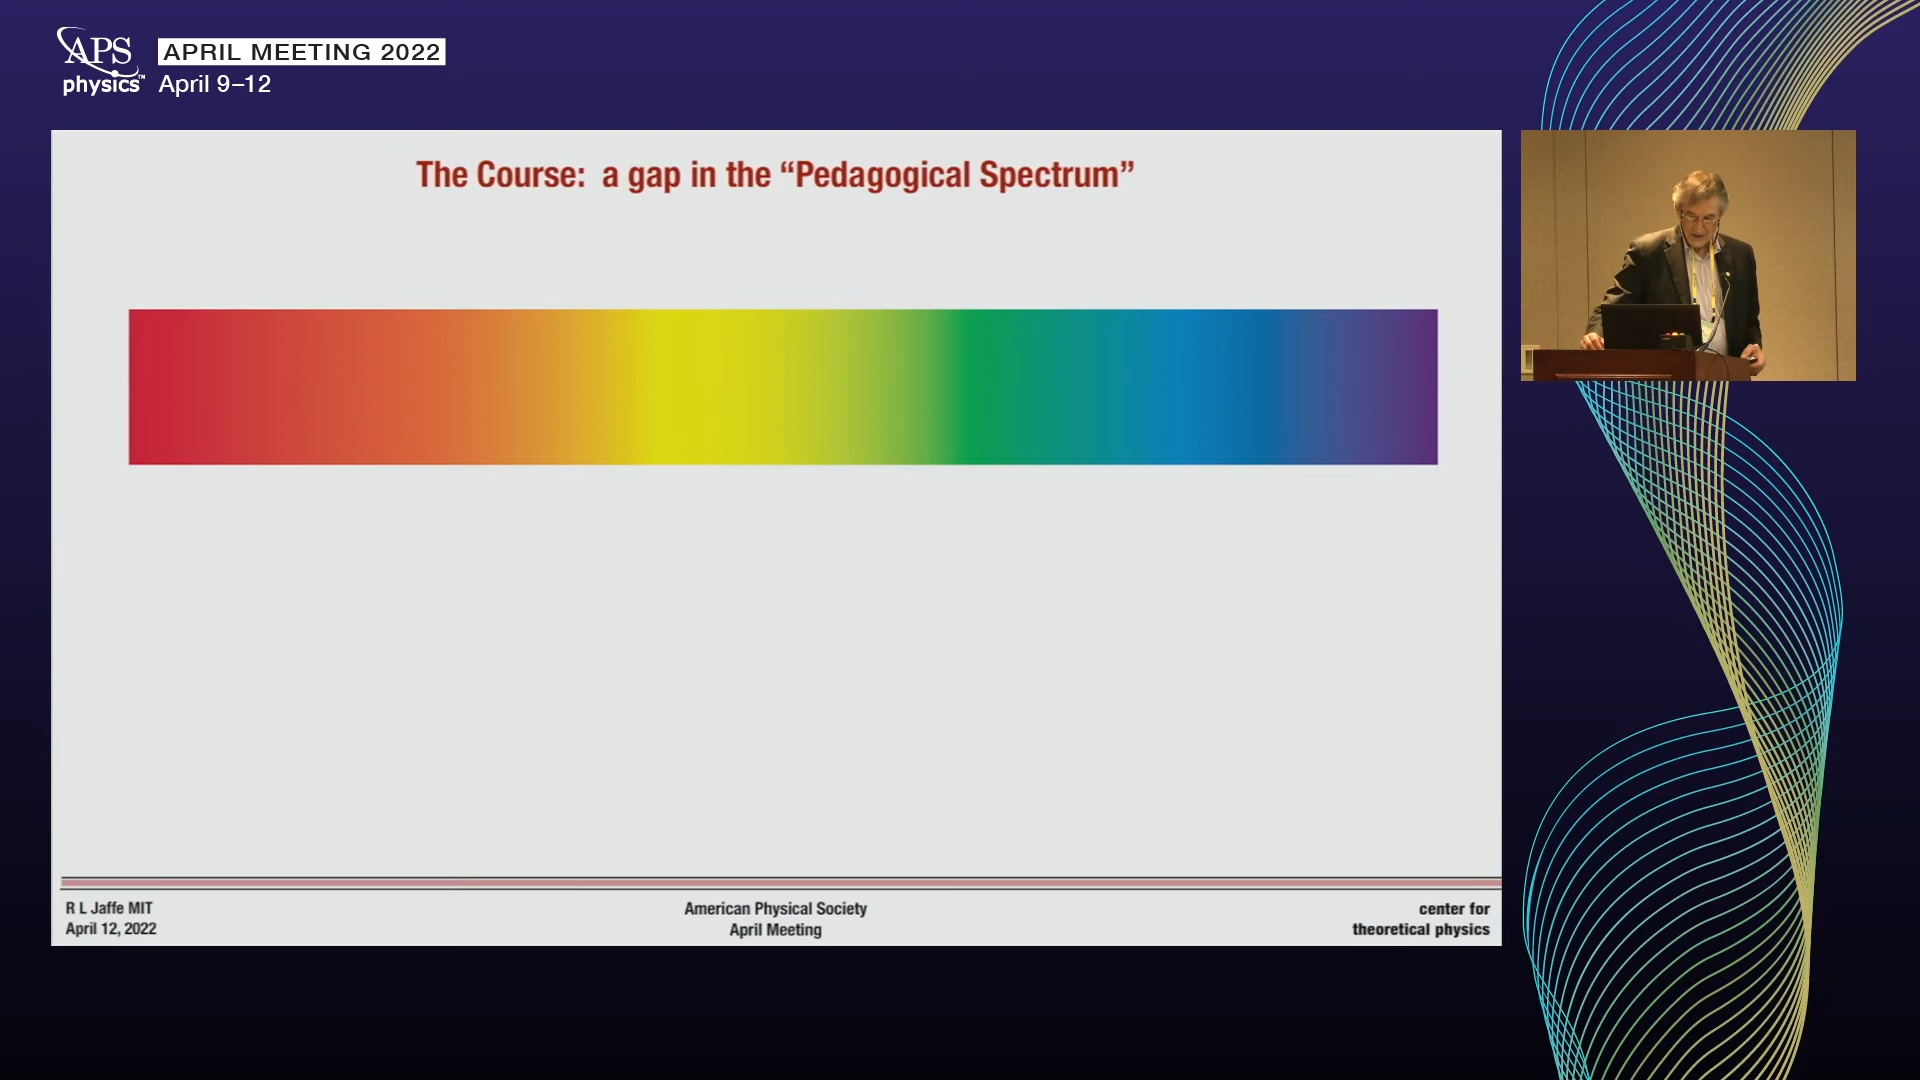 APS
physics™
APRIL MEETING 2022
April 9–12
The Course: a gap in the “Pedagogical Spectrum”
R L Jaffe MIT
April 12, 2022
American Physical Society
April Meeting
center for
theoretical physics